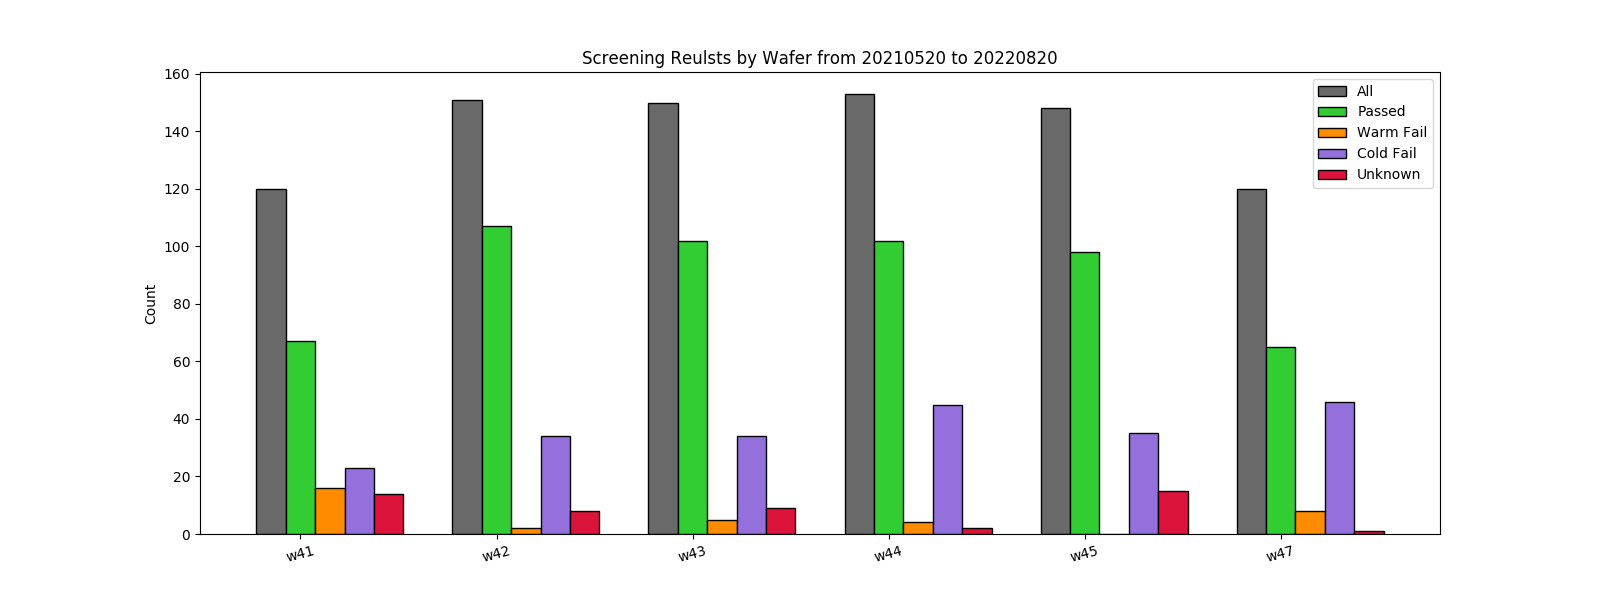 Screening Reulsts by Wafer from 20210520 to 20220820
160
140
120
100
80
60
40
20
0
Count
All
Passed
Warm Fail
Cold Fail
Unknown
w41
w42
w43
w44
w45
w47